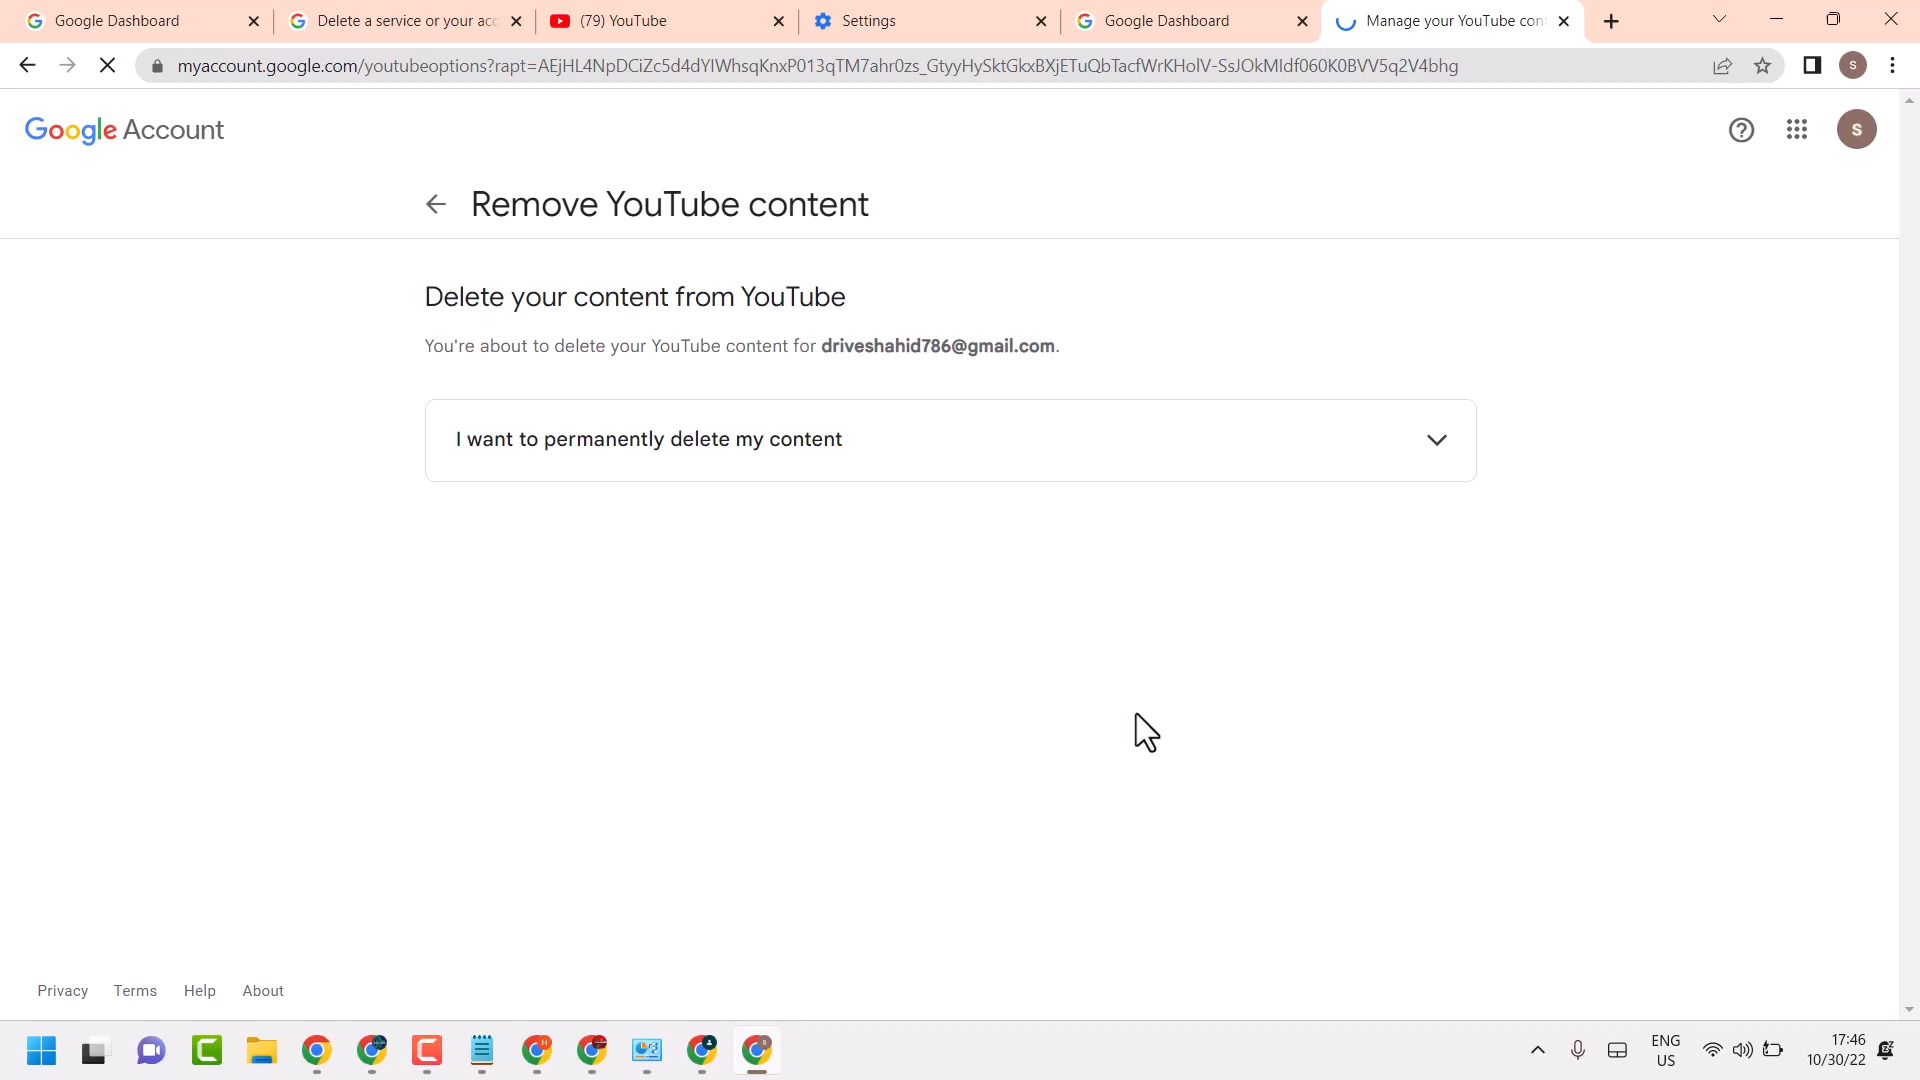 Google Dashboard
Delete a service or your acc
(79) YouTube
Settings
Google Dashboard
Manage your YouTube con
myaccount.google.com/youtubeoptions?rapt=AEjHL4NpDCiZc5d4dYIWhsqKnxP013qTM7ahr0zs_GtyyHySktGkxBXjETuQbTacfWrKHolV-SsJOkMldf060K0BVV5q2V4bhg
S
Google Account
S
Remove YouTube content
Delete your content from YouTube
You're about to delete your YouTube content for driveshahid786@gmail.com.
I want to permanently delete my content
Privacy Terms Help About
ENG
US
17:46
10/30/22